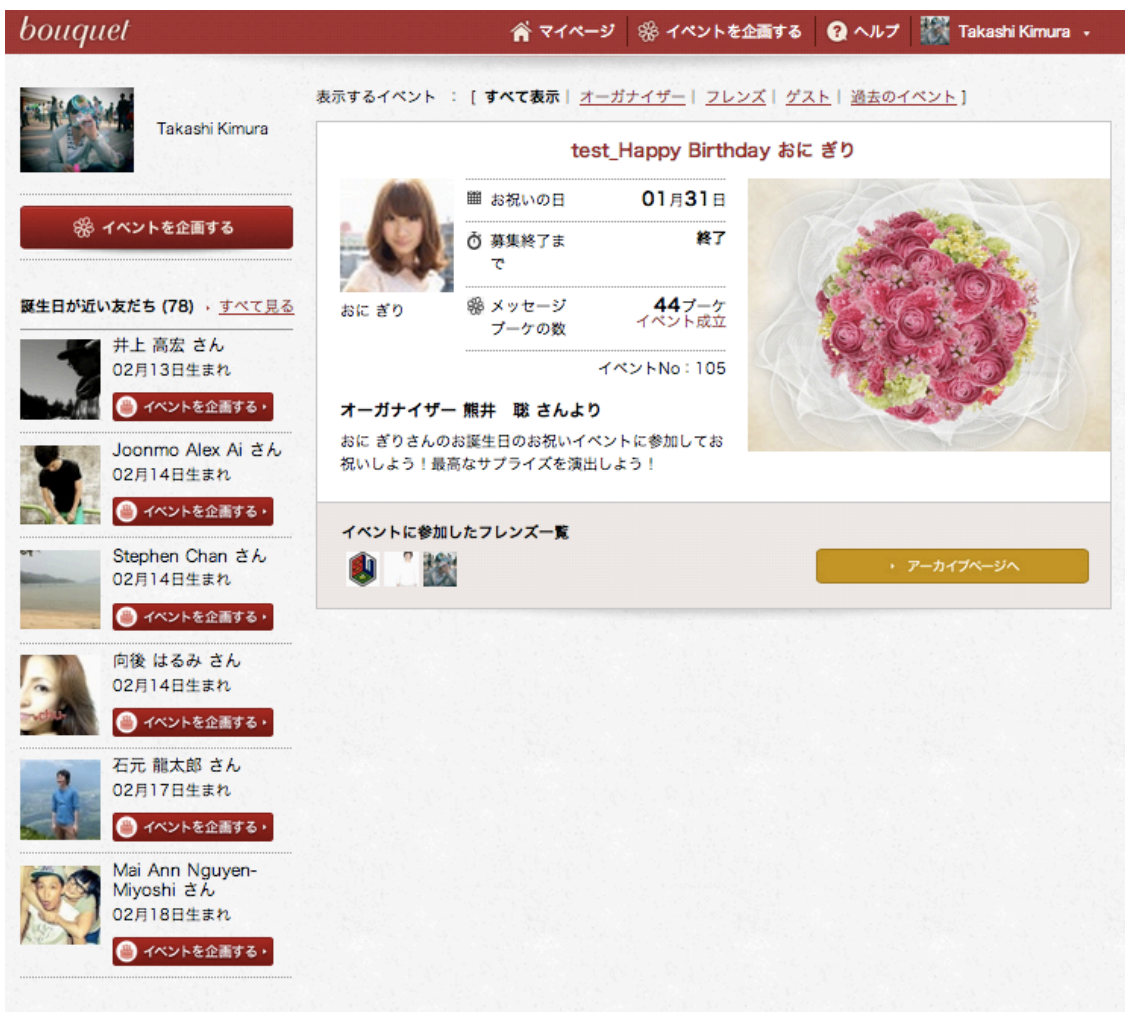 bouquet
マイページ
イベントを企画する
ヘルプ
Takashi Kimura
Takashi Kimura
イベントを企画する
誕生日が近い友だち (78) すべて見る
井上 高宏 さん
02月13日生まれ
イベントを企画する
Joonmo Alex Ai さん
02月14日生まれ
イベントを企画する
Stephen Chan さん
02月14日生まれ
イベントを企画する
向後 はるみ さん
02月14日生まれ
イベントを企画する
石元 龍太郎 さん
02月17日生まれ
イベントを企画する
Mai Ann Nguyen-
Miyoshi さん
02月18日生まれ
イベントを企画する
表示するイベント : [ すべて表示 | オーガナイザー | フレンズ | ゲスト | 過去のイベント ]
test_Happy Birthday おに ぎり
おに ぎり
お祝いの日 01月31日
募集終了ま 終了
で
メッセージ 44ブーケ
ブーケの数 イベント成立
イベントNo:105
オーガナイザー 熊井 聡 さんより
おに ぎりさんのお誕生日のお祝いイベントに参加してお
祝いしよう!最高なサプライズを演出しよう!
イベントに参加したフレンズ一覧
アーカイブページへ